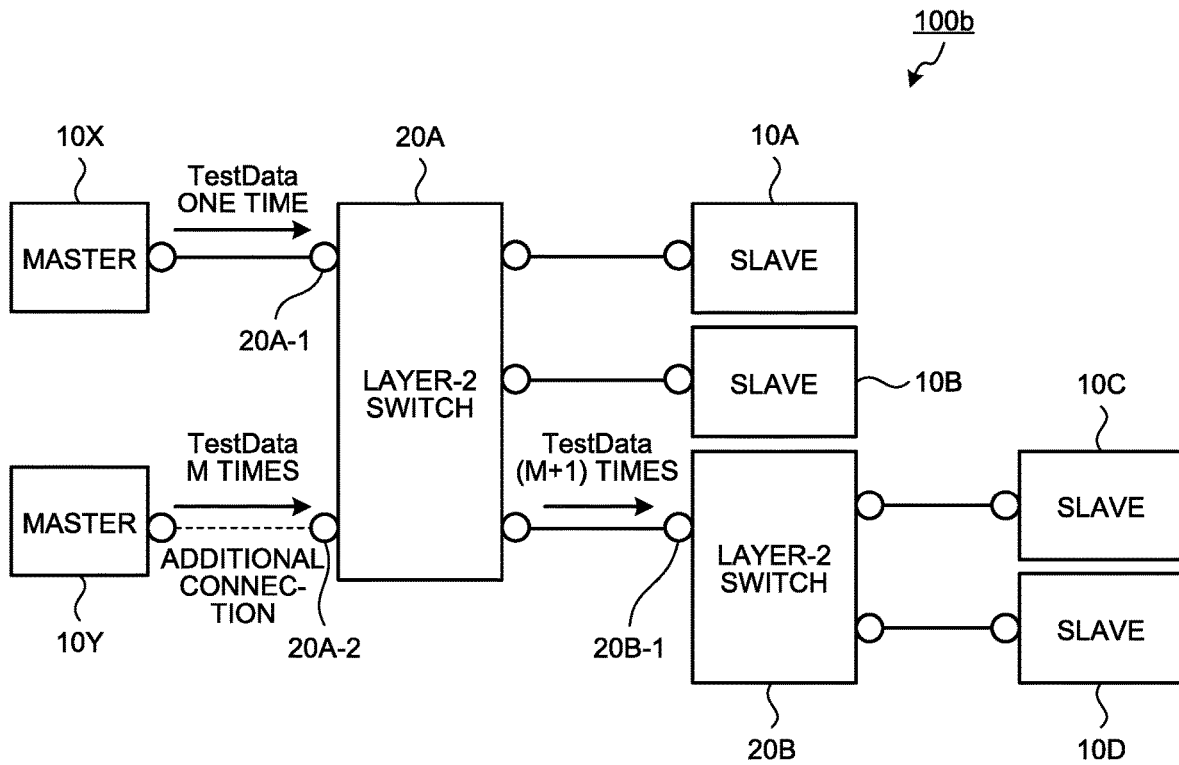 100b
10X
20A
10A
TestData
ONE TIME
MASTER
SLAVE
20A-1
LAYER-2
SWITCH
SLAVE
10B
10C
TestData
M TIMES
TestData
(M+1) TIMES
MASTER
SLAVE
ADDITIONAL
CONNEC-
TION
LAYER-2
SWITCH
10Y
20A-2
20B-1
SLAVE
20B
10D